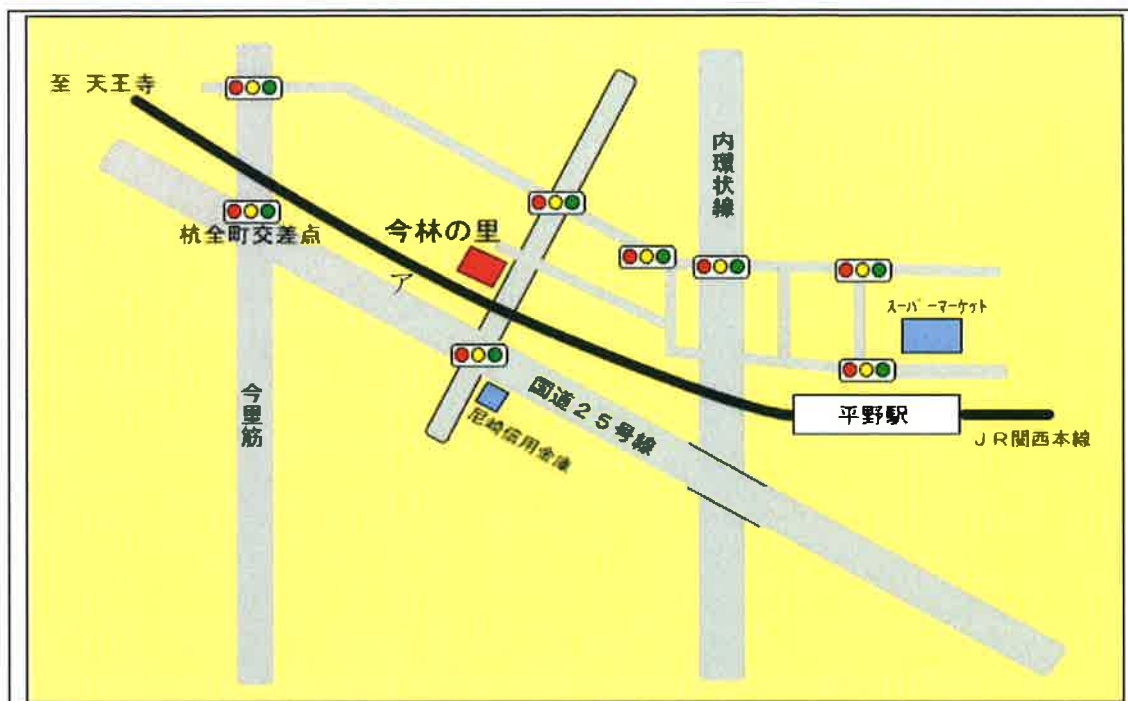 至 天王寺
内環状線
杭全町交差点
今林の里
ア
スーパーマーケット
今里筋
国道25号線
平野駅
尼崎信用金庫
JR関西本線